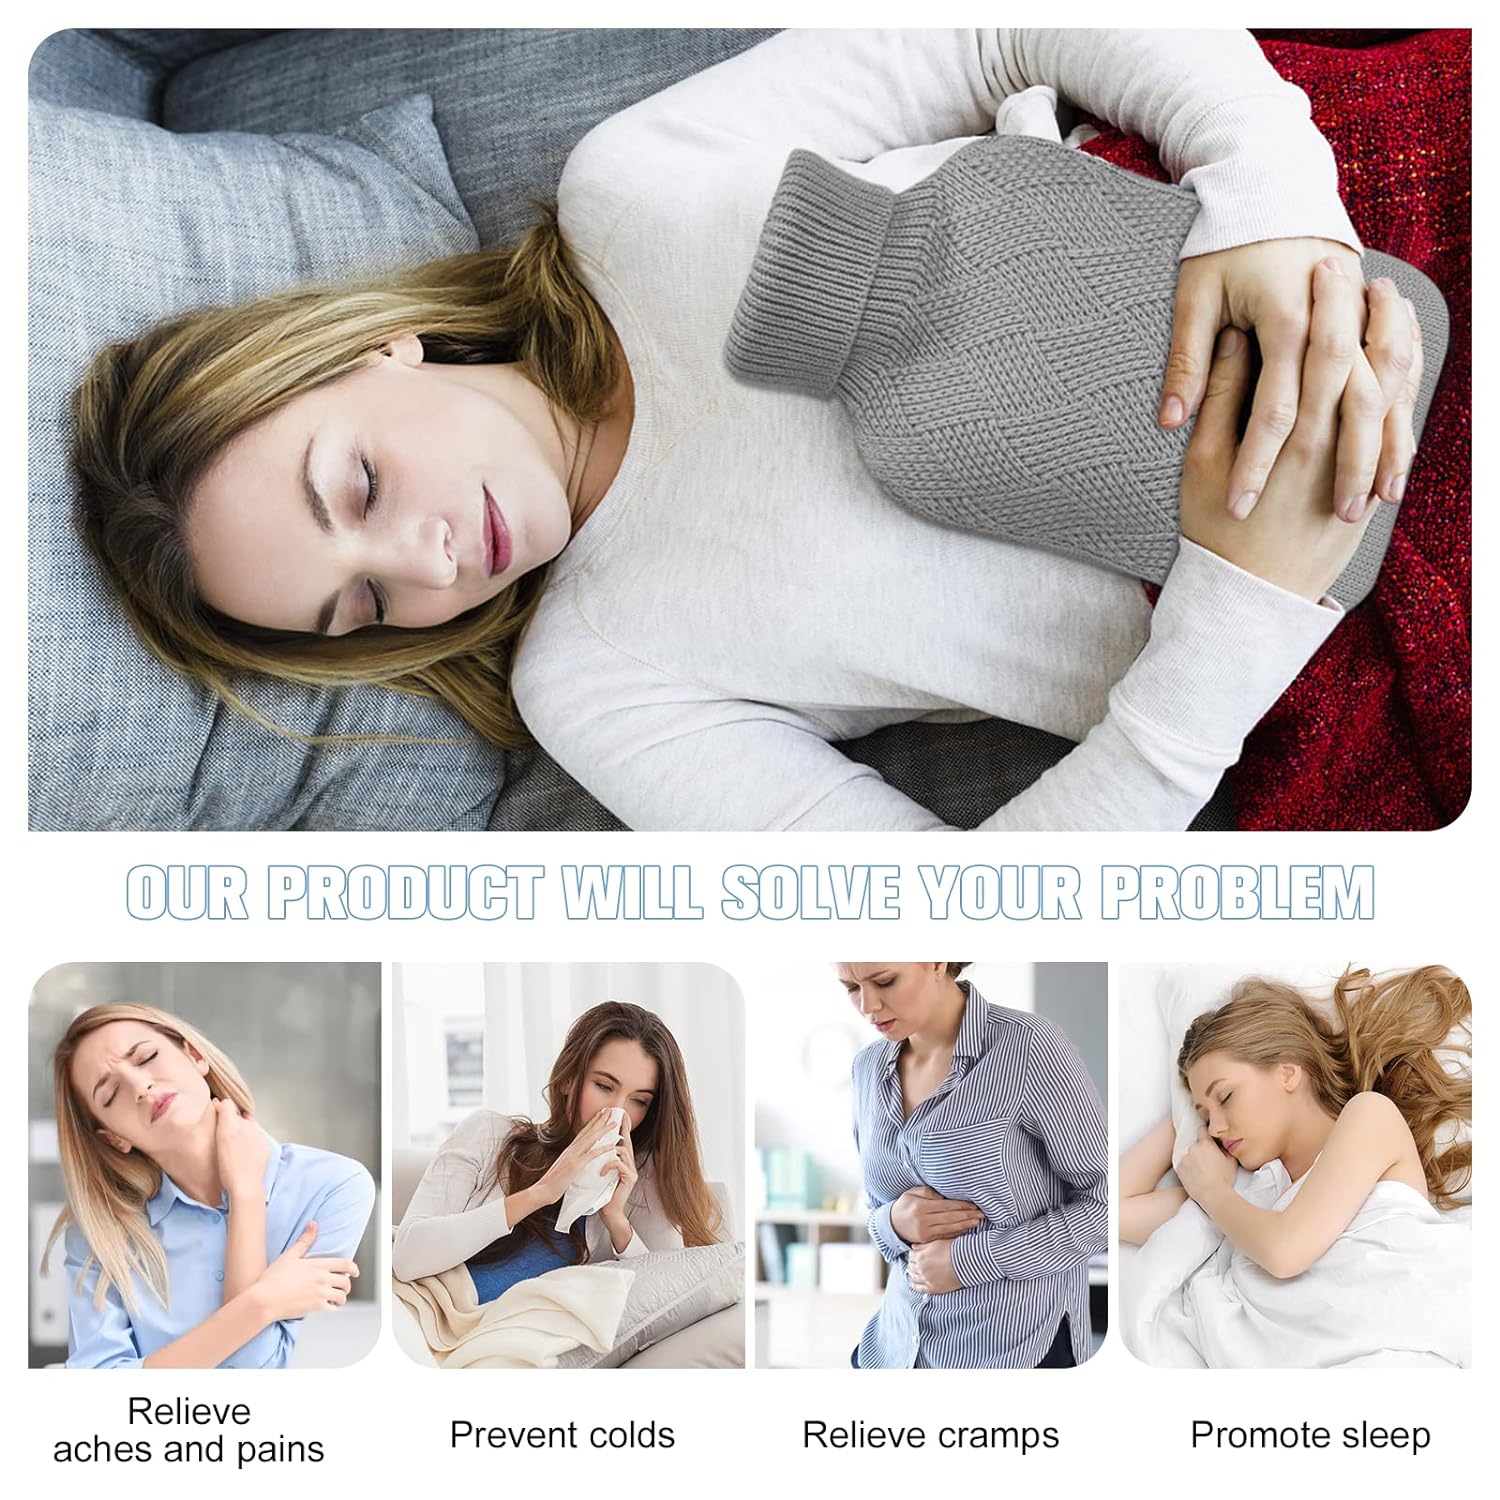 OUR PRODUCT WILL SOLVE YOUR PROBLEM
Relieve
aches and pains
Prevent colds
Relieve cramps
Promote sleep